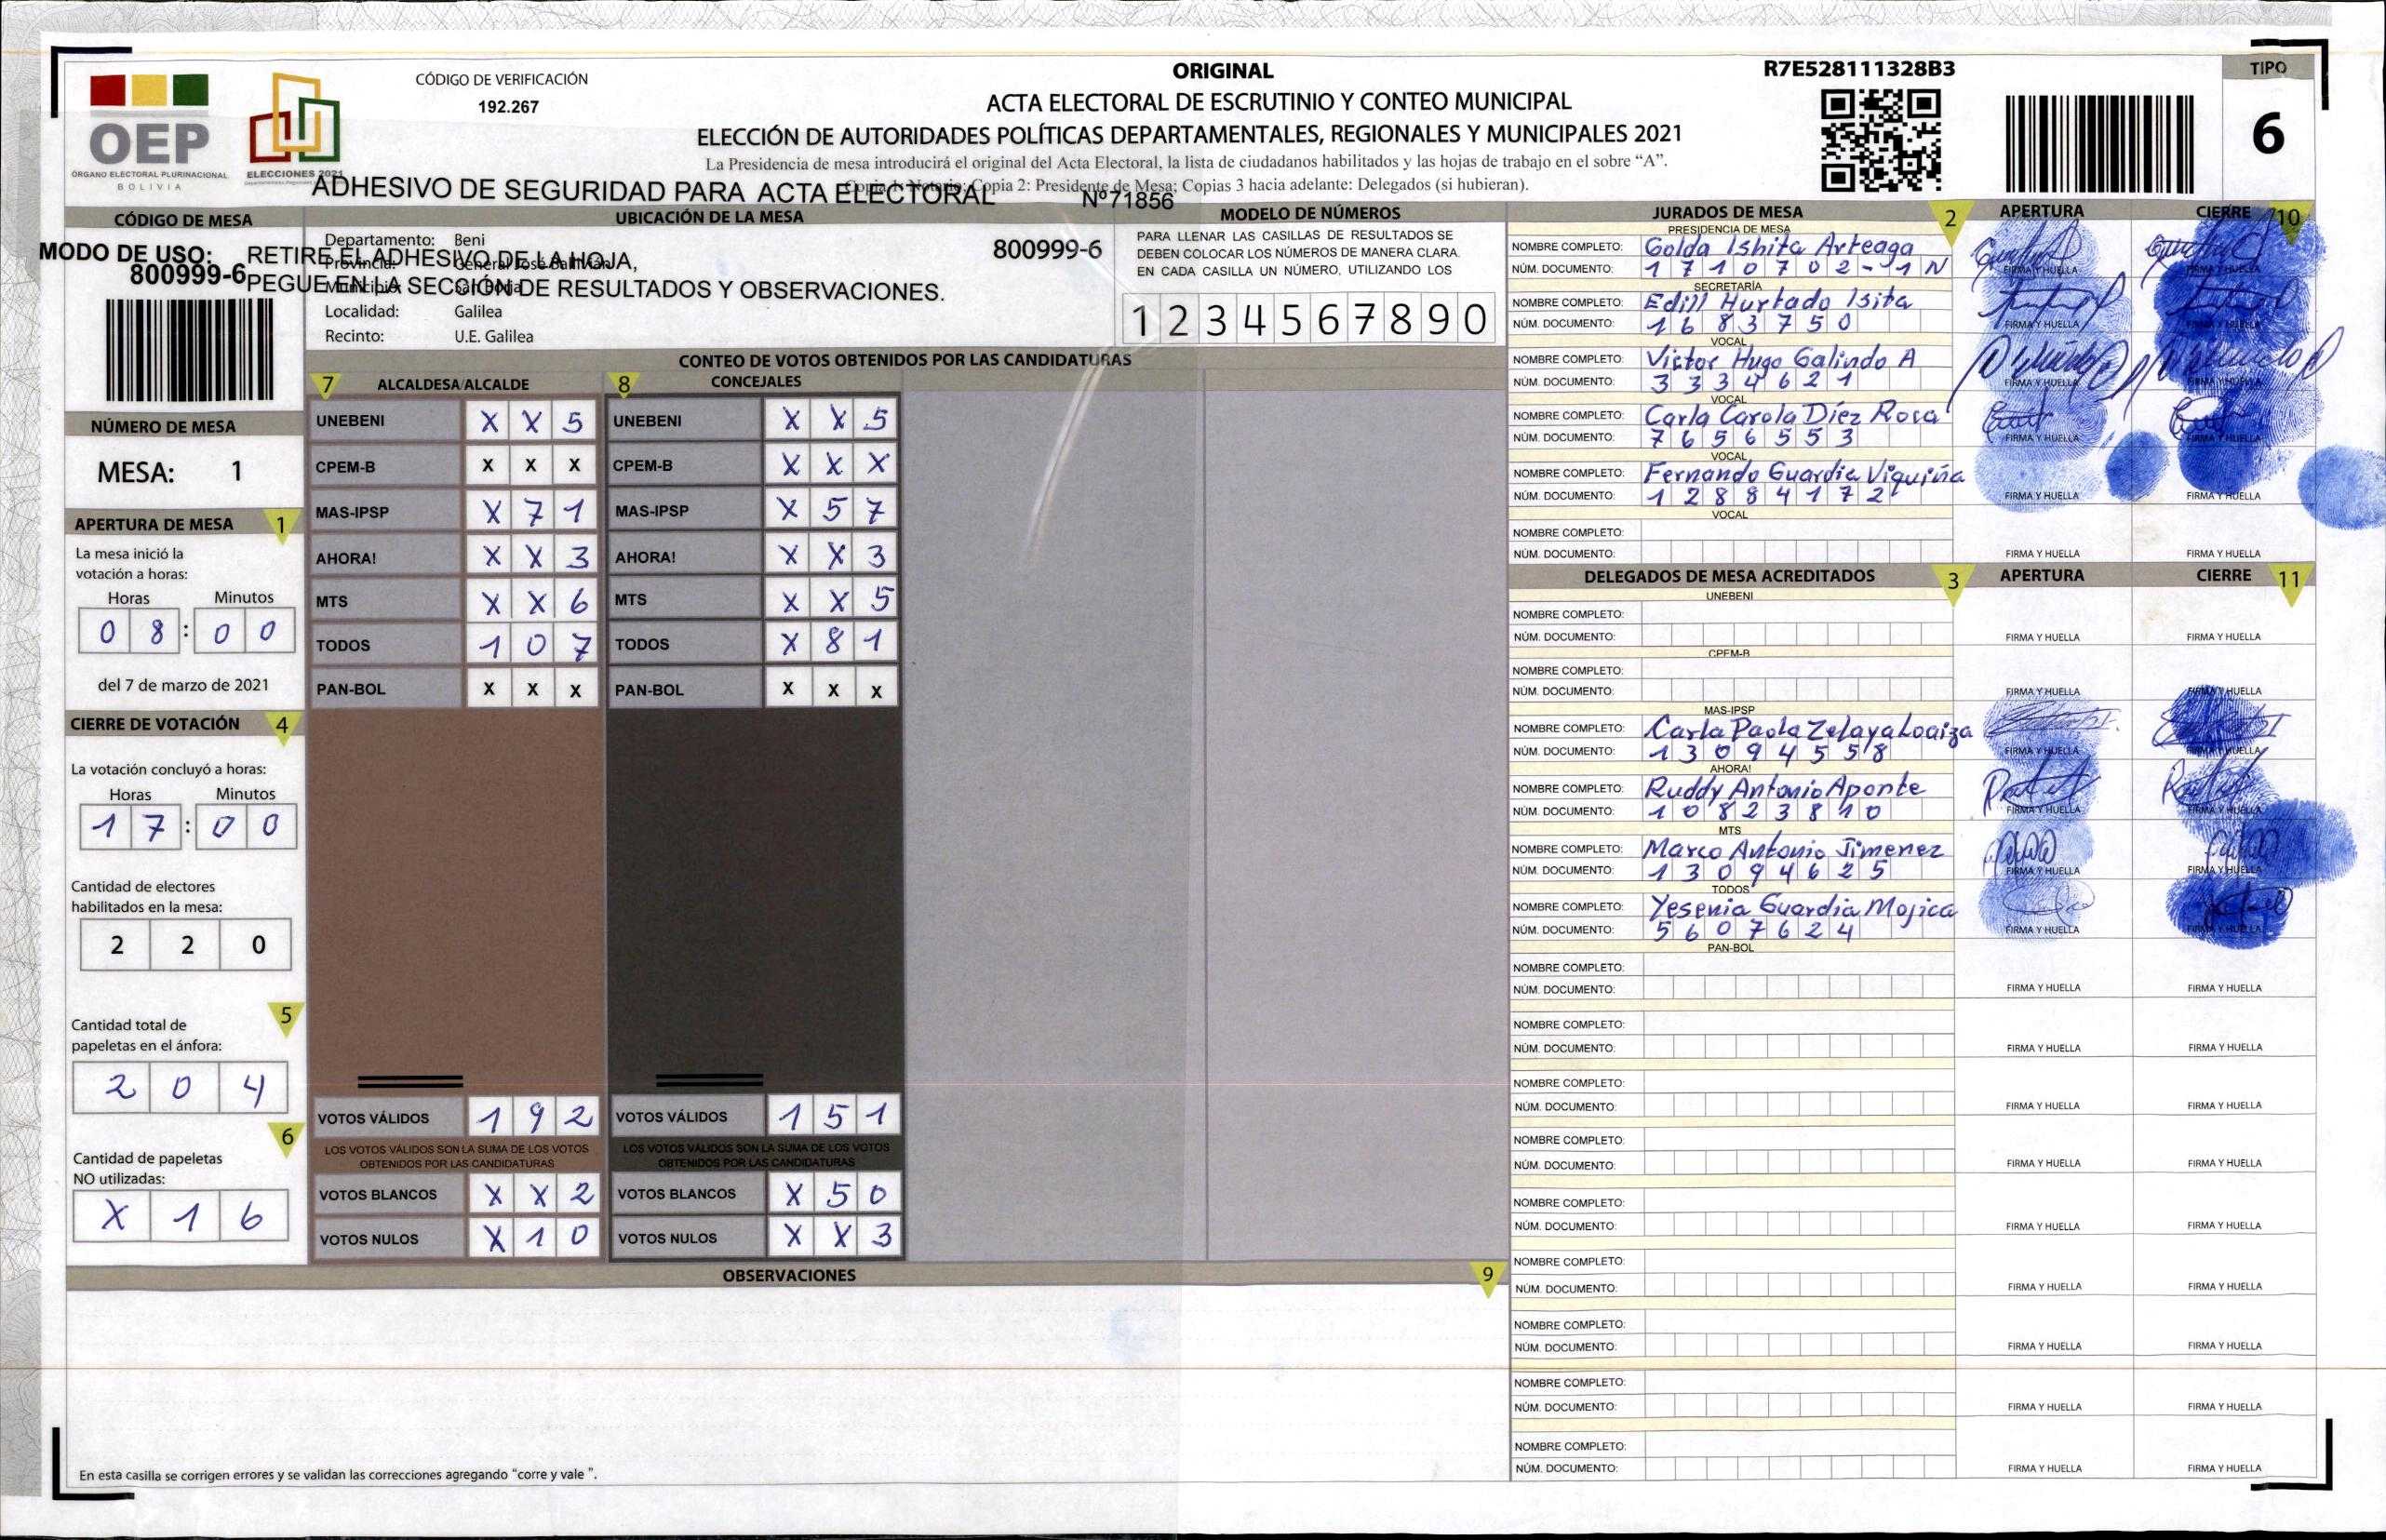 CÓDIGO DE VERIFICACIÓN
192.267
OEP
ÓRGANO ELECTORAL PLURINACIONAL
BOLIVIA
ELECCIONES 2021
ORIGINAL
ACTA ELECTORAL DE ESCRUTINIO Y CONTEO MUNICIPAL
ELECCIÓN DE AUTORIDADES POLÍTICAS DEPARTAMENTALES, REGIONALES Y MUNICIPALES 2021
La Presidencia de mesa introducirá el original del Acta Electoral, la lista de ciudadanos habilitados y las hojas de trabajo en el sobre “A”.
Copia 1: Notario; Copia 2: Presidente de Mesa; Copias 3 hacia adelante: Delegados (si hubieran).
R7E528111328B3
TIPO
6
ADHESIVO DE SEGURIDAD PARA ACTA ELECTORAL Nº71856
MODO DE USO: RETIRE EL ADHESIVO DE LA HOJA,
PEGUE EN LA SECCIÓN DE RESULTADOS Y OBSERVACIONES.
CÓDIGO DE MESA
800999-6
NÚMERO DE MESA
MESA: 1
APERTURA DE MESA 1
La mesa inició la
votación a horas:
Horas Minutos
0 8 : 0 0
del 7 de marzo de 2021
CIERRE DE VOTACIÓN 4
La votación concluyó a horas:
Horas Minutos
1 7 : 0 0
Cantidad de electores
habilitados en la mesa:
2 2 0
5
Cantidad total de
papeletas en el ánfora:
2 0 4
6
Cantidad de papeletas
NO utilizadas:
X 1 6
UBICACIÓN DE LA MESA
Departamento: Beni
Provincia: General José Ballivián
Municipio: San Borja
Localidad: Galilea
Recinto: U.E. Galilea
800999-6
MODELO DE NÚMEROS
PARA LLENAR LAS CASILLAS DE RESULTADOS SE
DEBEN COLOCAR LOS NÚMEROS DE MANERA CLARA.
EN CADA CASILLA UN NÚMERO, UTILIZANDO LOS
1 2 3 4 5 6 7 8 9 0
CONTEO DE VOTOS OBTENIDOS POR LAS CANDIDATURAS
7 ALCALDESA/ALCALDE
UNEBENI X X 5
CPEM-B X X X
MAS-IPSP X 7 1
AHORA! X X 3
MTS X X 6
TODOS 1 0 7
PAN-BOL X X X
VOTOS VÁLIDOS 1 9 2
LOS VOTOS VÁLIDOS SON LA SUMA DE LOS VOTOS
OBTENIDOS POR LAS CANDIDATURAS
VOTOS BLANCOS X X 2
VOTOS NULOS X 1 0
8 CONCEJALES
UNEBENI X X 5
CPEM-B X X X
MAS-IPSP X 5 7
AHORA! X X 3
MTS X X 5
TODOS X 8 1
PAN-BOL X X X
VOTOS VÁLIDOS 1 5 1
LOS VOTOS VÁLIDOS SON LA SUMA DE LOS VOTOS
OBTENIDOS POR LAS CANDIDATURAS
VOTOS BLANCOS X 5 0
VOTOS NULOS X X 3
OBSERVACIONES 9
En esta casilla se corrigen errores y se validan las correcciones agregando “corre y vale ”.
JURADOS DE MESA 2 APERTURA CIERRE 10
PRESIDENCIA DE MESA
NOMBRE COMPLETO: Golda Ishita Arteaga
NÚM. DOCUMENTO: 1 7 1 0 7 0 2 - 1 N FIRMA Y HUELLA FIRMA Y HUELLA
SECRETARÍA
NOMBRE COMPLETO: Edill Hurtado Isita
NÚM. DOCUMENTO: 1 6 8 3 7 5 0 FIRMA Y HUELLA FIRMA Y HUELLA
VOCAL
NOMBRE COMPLETO: Victor Hugo Galindo A
NÚM. DOCUMENTO: 3 3 3 4 6 2 1 FIRMA Y HUELLA FIRMA Y HUELLA
VOCAL
NOMBRE COMPLETO: Carla Carola Díez Roca
NÚM. DOCUMENTO: 7 6 5 6 5 5 3 FIRMA Y HUELLA FIRMA Y HUELLA
VOCAL
NOMBRE COMPLETO: Fernando Guardia Viquiña
NÚM. DOCUMENTO: 1 2 8 8 4 1 7 2 FIRMA Y HUELLA FIRMA Y HUELLA
VOCAL
NOMBRE COMPLETO:
NÚM. DOCUMENTO: FIRMA Y HUELLA FIRMA Y HUELLA
DELEGADOS DE MESA ACREDITADOS 3 APERTURA CIERRE 11
UNEBENI
NOMBRE COMPLETO:
NÚM. DOCUMENTO: FIRMA Y HUELLA FIRMA Y HUELLA
CPEM-B
NOMBRE COMPLETO:
NÚM. DOCUMENTO: FIRMA Y HUELLA FIRMA Y HUELLA
MAS-IPSP
NOMBRE COMPLETO: Carla Paola Zelaya Loaiza
NÚM. DOCUMENTO: 1 3 0 9 4 5 5 8 FIRMA Y HUELLA FIRMA Y HUELLA
AHORA!
NOMBRE COMPLETO: Ruddy Antonio Aponte
NÚM. DOCUMENTO: 1 0 8 2 3 8 1 0 FIRMA Y HUELLA FIRMA Y HUELLA
MTS
NOMBRE COMPLETO: Marco Antonio Jimenez
NÚM. DOCUMENTO: 1 3 0 9 4 6 2 5 FIRMA Y HUELLA FIRMA Y HUELLA
TODOS
NOMBRE COMPLETO: Yesenia Guardia Mojica
NÚM. DOCUMENTO: 5 6 0 7 6 2 4 FIRMA Y HUELLA FIRMA Y HUELLA
PAN-BOL
NOMBRE COMPLETO:
NÚM. DOCUMENTO: FIRMA Y HUELLA FIRMA Y HUELLA
NOMBRE COMPLETO:
NÚM. DOCUMENTO: FIRMA Y HUELLA FIRMA Y HUELLA
NOMBRE COMPLETO:
NÚM. DOCUMENTO: FIRMA Y HUELLA FIRMA Y HUELLA
NOMBRE COMPLETO:
NÚM. DOCUMENTO: FIRMA Y HUELLA FIRMA Y HUELLA
NOMBRE COMPLETO:
NÚM. DOCUMENTO: FIRMA Y HUELLA FIRMA Y HUELLA
NOMBRE COMPLETO:
NÚM. DOCUMENTO: FIRMA Y HUELLA FIRMA Y HUELLA
NOMBRE COMPLETO:
NÚM. DOCUMENTO: FIRMA Y HUELLA FIRMA Y HUELLA
NOMBRE COMPLETO:
NÚM. DOCUMENTO: FIRMA Y HUELLA FIRMA Y HUELLA
NOMBRE COMPLETO:
NÚM. DOCUMENTO: FIRMA Y HUELLA FIRMA Y HUELLA